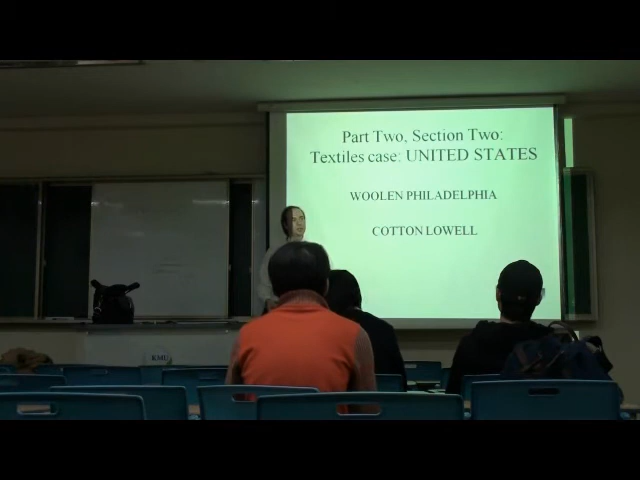 Part Two, Section Two:
Textiles case: UNITED STATES
WOOLEN PHILADELPHIA
COTTON LOWELL